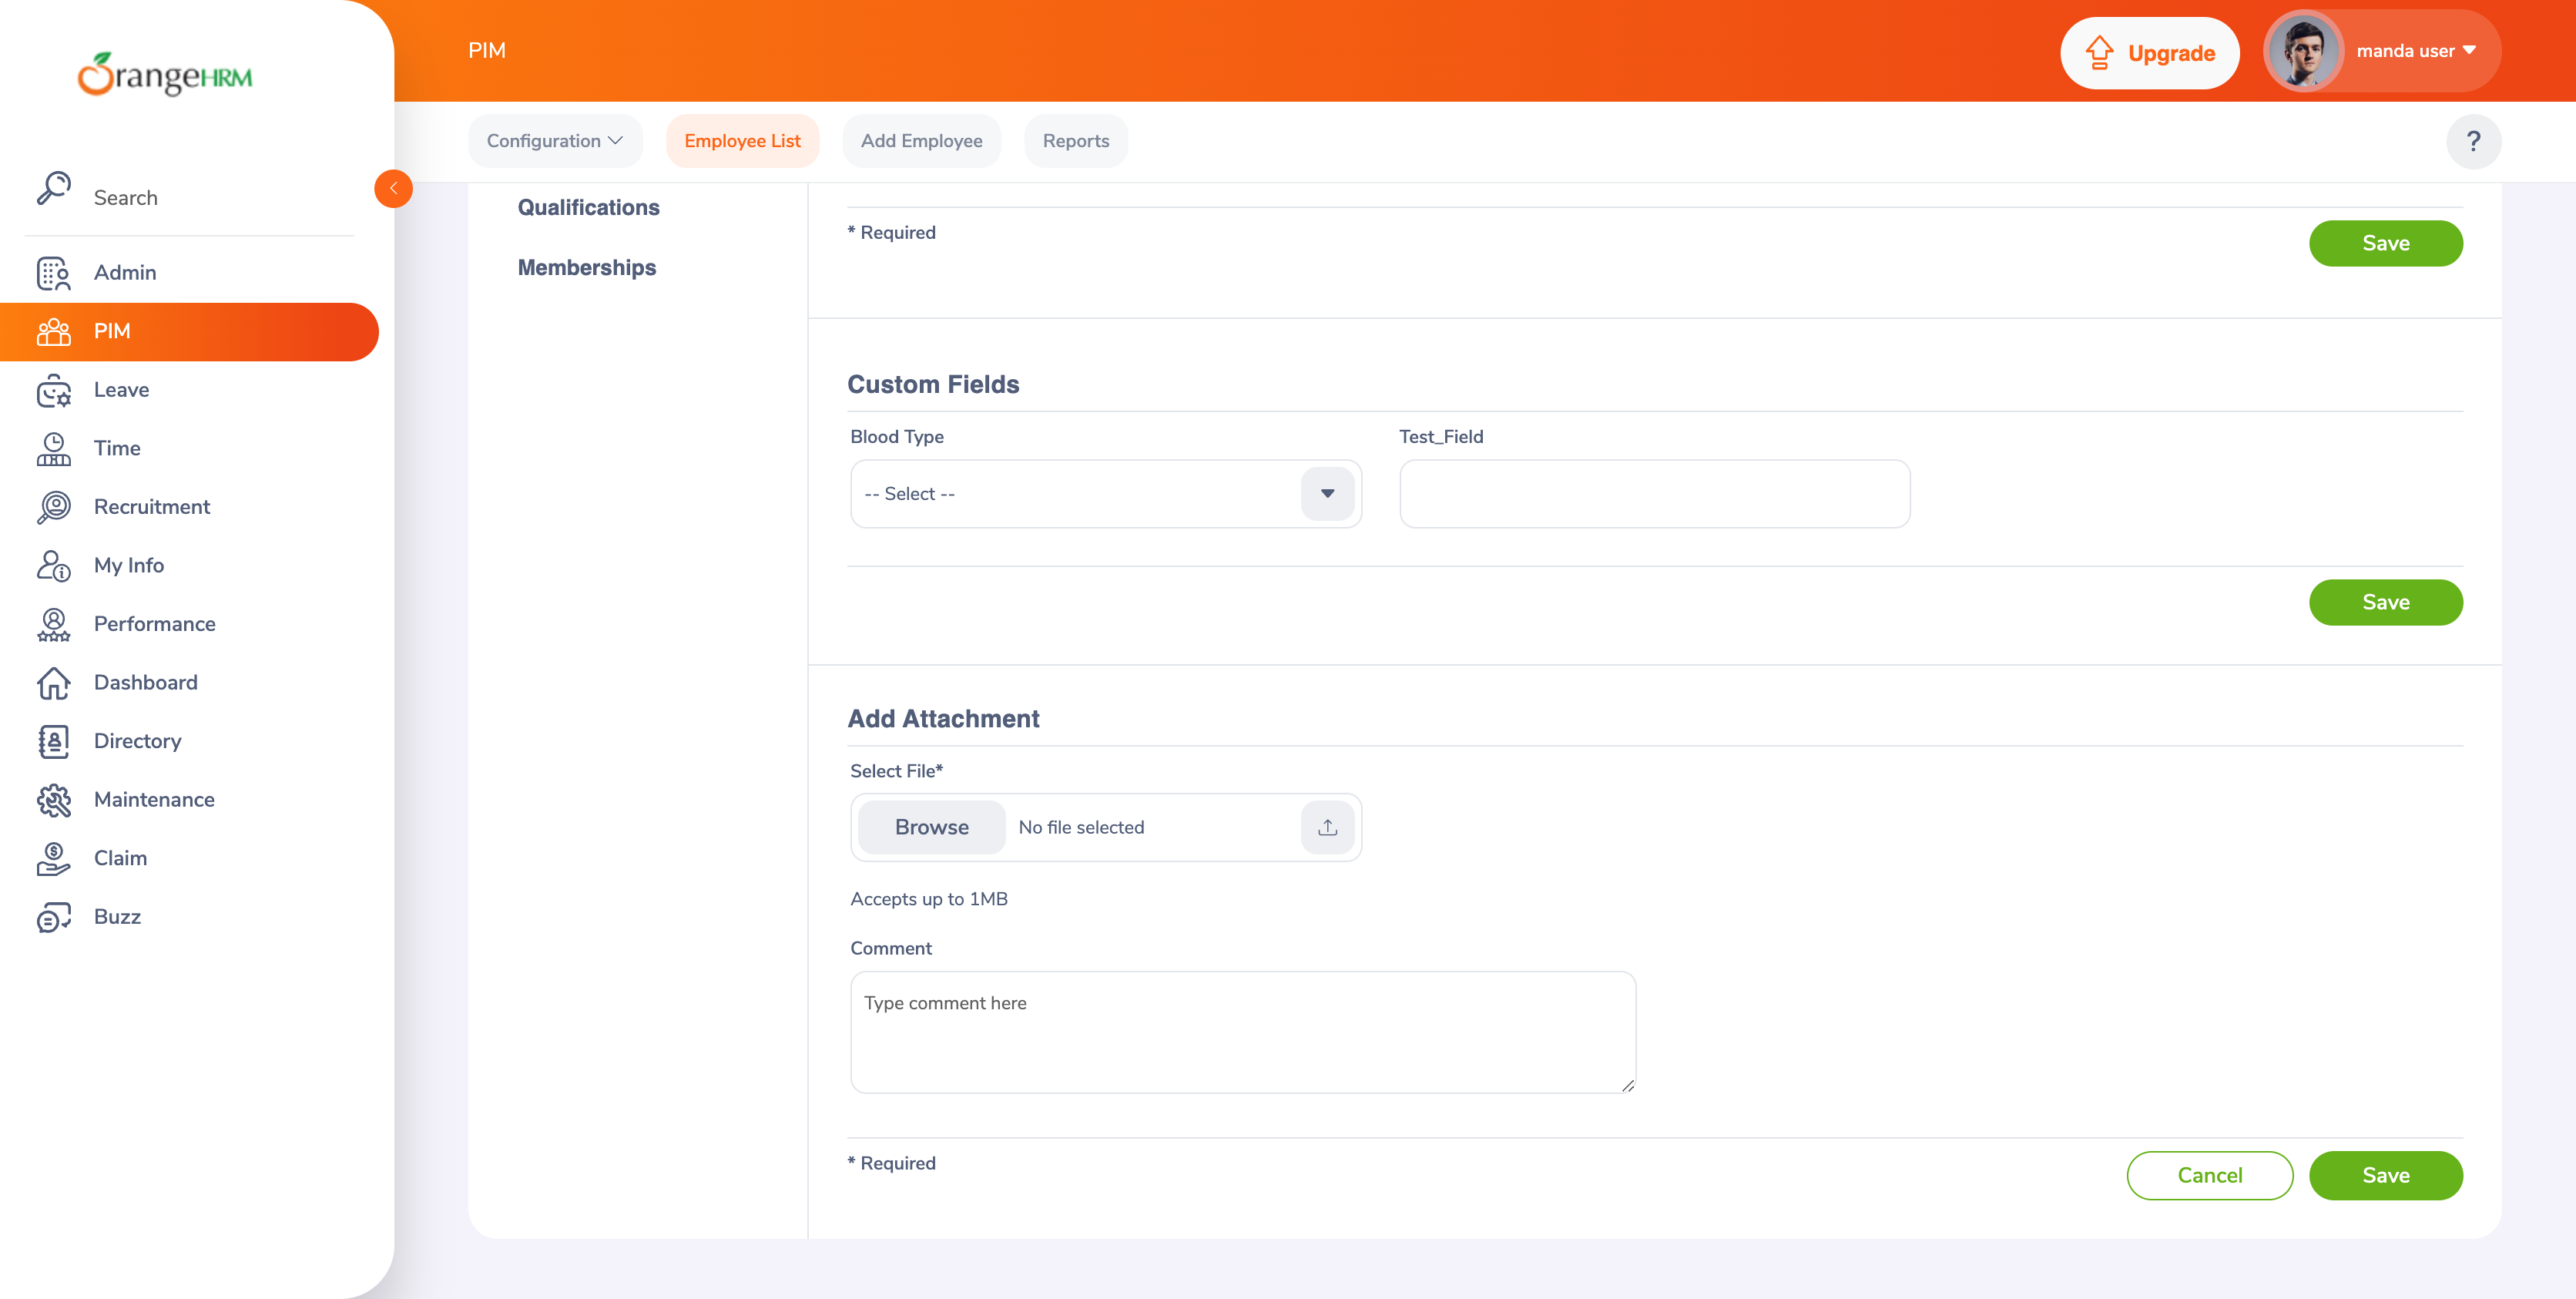 OrangeHRM
Search
Admin
PIM
Leave
Time
Recruitment
My Info
Performance
Dashboard
Directory
Maintenance
Claim
Buzz
PIM
Upgrade
manda user
Configuration
Employee List
Add Employee
Reports
?
Qualifications
Memberships
* Required
Save
Custom Fields
Blood Type
Test_Field
-- Select --
Save
Add Attachment
Select File*
Browse
No file selected
Accepts up to 1MB
Comment
Type comment here
* Required
Cancel
Save